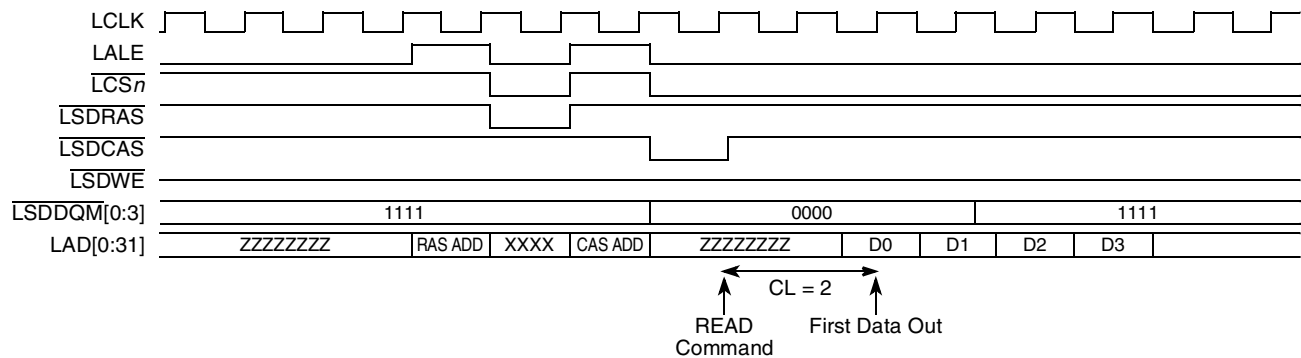 LCLK
LALE
LCSn
LSDRAS
LSDCAS
LSDWE
LSDDQM[0:3] 1111 0000 1111
LAD[0:31] ZZZZZZZZ RAS ADD XXXX CAS ADD ZZZZZZZZ D0 D1 D2 D3
CL = 2
READ First Data Out
Command